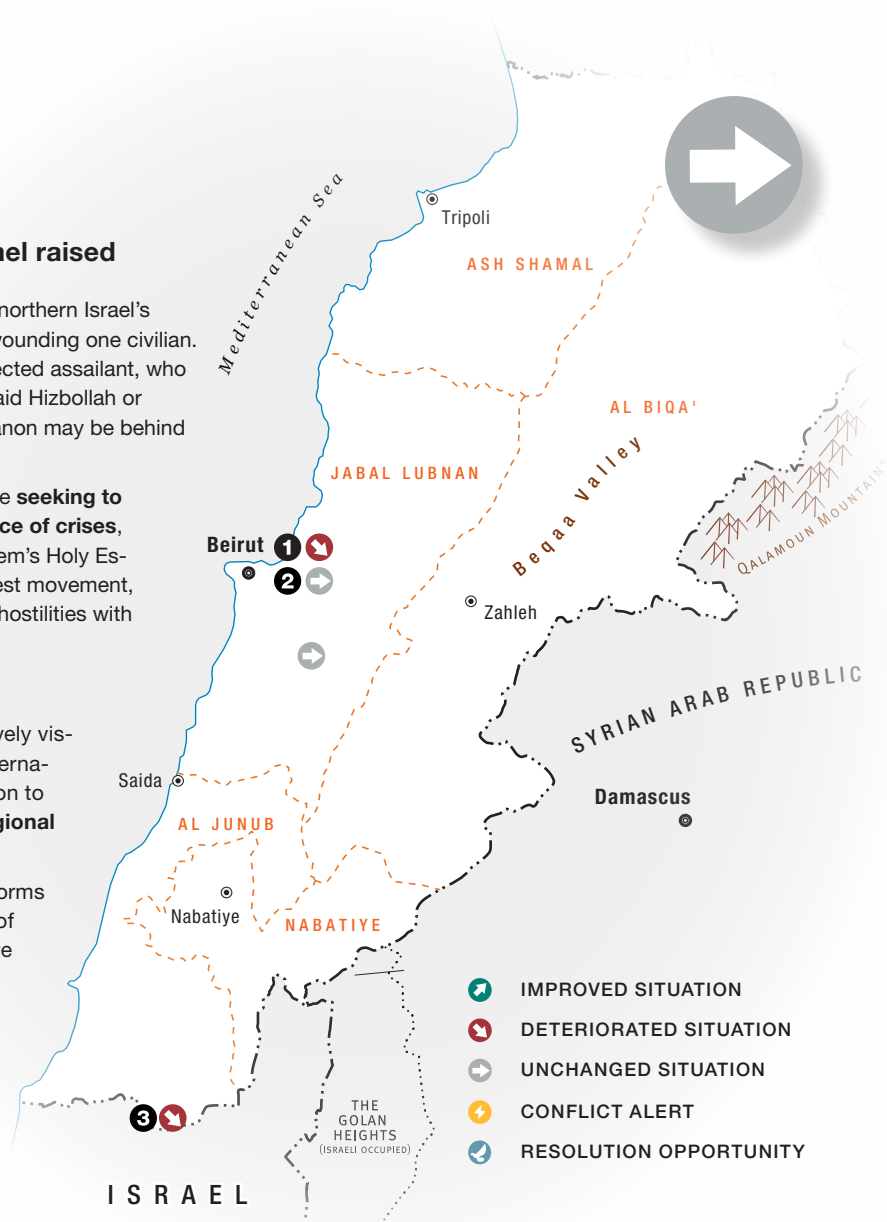 ael raised
northern Israel's
wounding one civilian.
ected assailant, who
aid Hizbollah or
anon may be behind
e seeking to
ce of crises,
em's Holy Es-
est movement,
hostilities with
vely vis-
terna-
on to
gional
orms
of
e
Mediterranean Sea
Tripoli
ASH SHAMAL
AL BIQA'
JABAL LUBNAN
Beqaa Valley
QALAMOUN MOUNTAINS
Beirut 1
2
Zahleh
SYRIAN ARAB REPUBLIC
Saida
Damascus
AL JUNUB
Nabatiye
NABATIYE
3
THE
GOLAN
HEIGHTS
(ISRAELI OCCUPIED)
ISRAEL
IMPROVED SITUATION
DETERIORATED SITUATION
UNCHANGED SITUATION
CONFLICT ALERT
RESOLUTION OPPORTUNITY